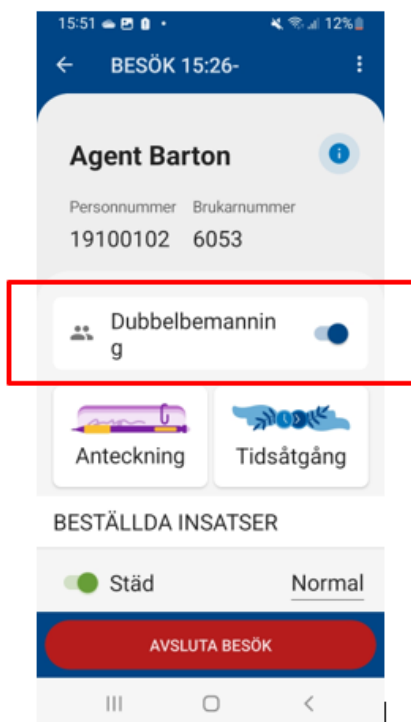 15:51 12%
BESÖK 15:26-
Agent Barton
Personnummer Brukarnummer
19100102 6053
Dubbelbemannin
g
Anteckning Tidsåtgång
BESTÄLLDA INSATSER
Städ Normal
AVSLUTA BESÖK